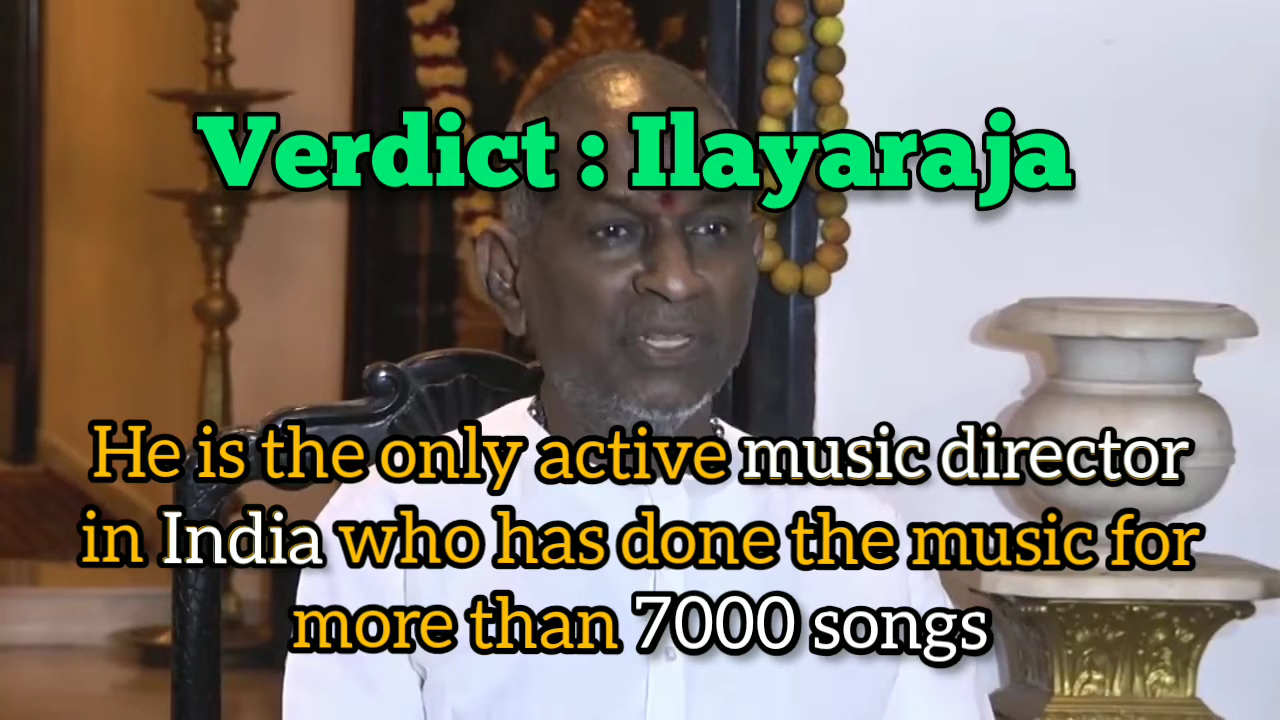 Verdict : Ilayaraja
He is the only active music director
in India who has done the music for
more than 7000 songs